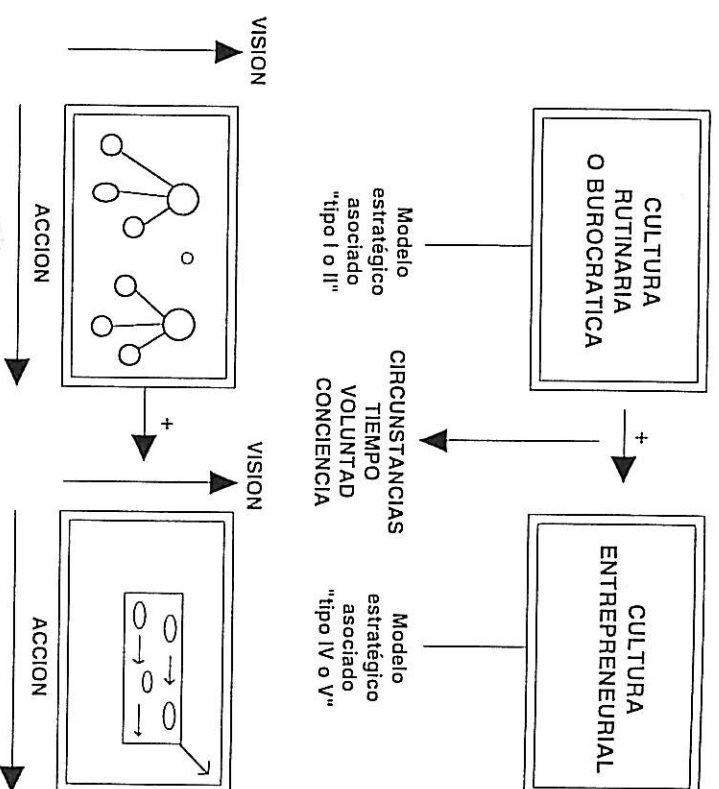 CULTURA
RUTINARIA
O BUROCRATICA
+
CULTURA
ENTREPRENEURIAL
Modelo
estratégico
asociado
"tipo I o II"
CIRCUNSTANCIAS
TIEMPO
VOLUNTAD
CONCIENCIA
Modelo
estratégico
asociado
"tipo IV o V"
VISION
+
VISION
ACCION
ACCION